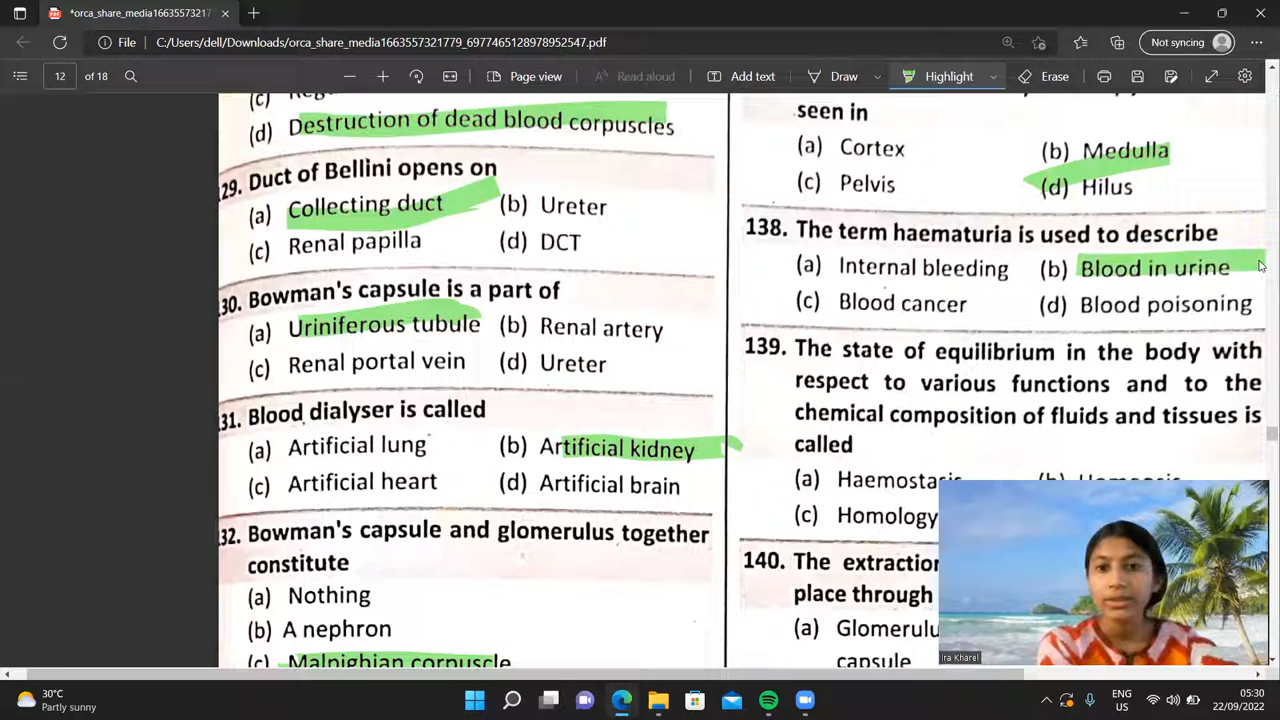 *orca_share_media166355732177
File
C:/Users/dell/Downloads/orca_share_media1663557321779_6977465128978952547.pdf
Not syncing
12 of 18
Page view
Read aloud
Add text
Draw
Highlight
Erase
(c)
(d) Destruction of dead blood corpuscles
29. Duct of Bellini opens on
(a) Collecting duct (b) Ureter
(c) Renal papilla (d) DCT
30. Bowman's capsule is a part of
(a) Uriniferous tubule (b) Renal artery
(c) Renal portal vein (d) Ureter
31. Blood dialyser is called
(a) Artificial lung (b) Artificial kidney
(c) Artificial heart (d) Artificial brain
32. Bowman's capsule and glomerulus together
constitute
(a) Nothing
(b) A nephron
(c) Malpighian corpuscle
seen in
(a) Cortex (b) Medulla
(c) Pelvis (d) Hilus
138. The term haematuria is used to describe
(a) Internal bleeding (b) Blood in urine
(c) Blood cancer (d) Blood poisoning
139. The state of equilibrium in the body with
respect to various functions and to the
chemical composition of fluids and tissues is
called
(a) Haemostasis
(c) Homology
140. The extraction
place through
(a) Glomerulu
capsule
Ira Kharel
30°C
Partly sunny
ENG
US
05:30
22/09/2022